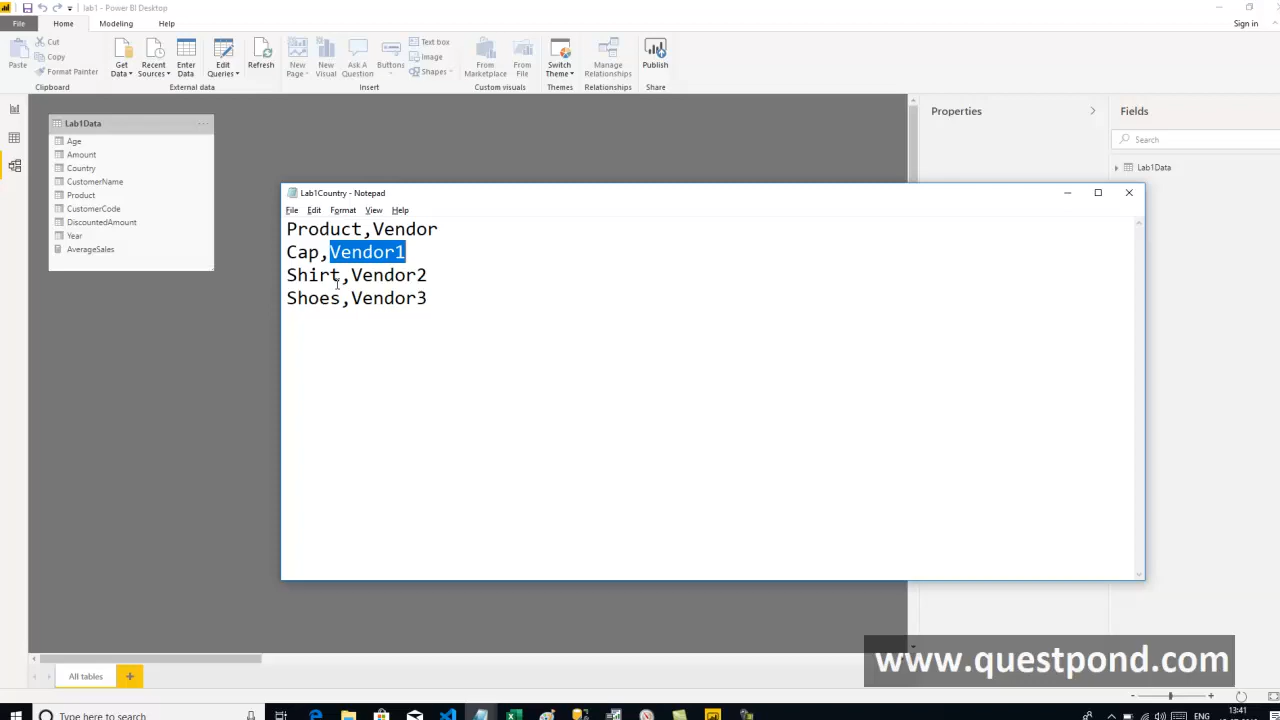 lab1 - Power BI Desktop
File Home Modeling Help Sign in
Paste Cut Copy Format Painter
Get Data Recent Sources Enter Data Edit Queries Refresh
New Page New Visual Ask A Question Buttons Text box Image Shapes
From Marketplace From File Switch Theme Manage Relationships Publish
Clipboard External data Insert Custom visuals Themes Relationships Share
Lab1Data
Age
Amount
Country
CustomerName
Product
CustomerCode
DiscountedAmount
Year
AverageSales
Properties
Fields
Search
Lab1Data
Lab1Country - Notepad
File Edit Format View Help
Product,Vendor
Cap,Vendor1
Shirt,Vendor2
Shoes,Vendor3
www.questpond.com
All tables
Type here to search
ENG
13:41